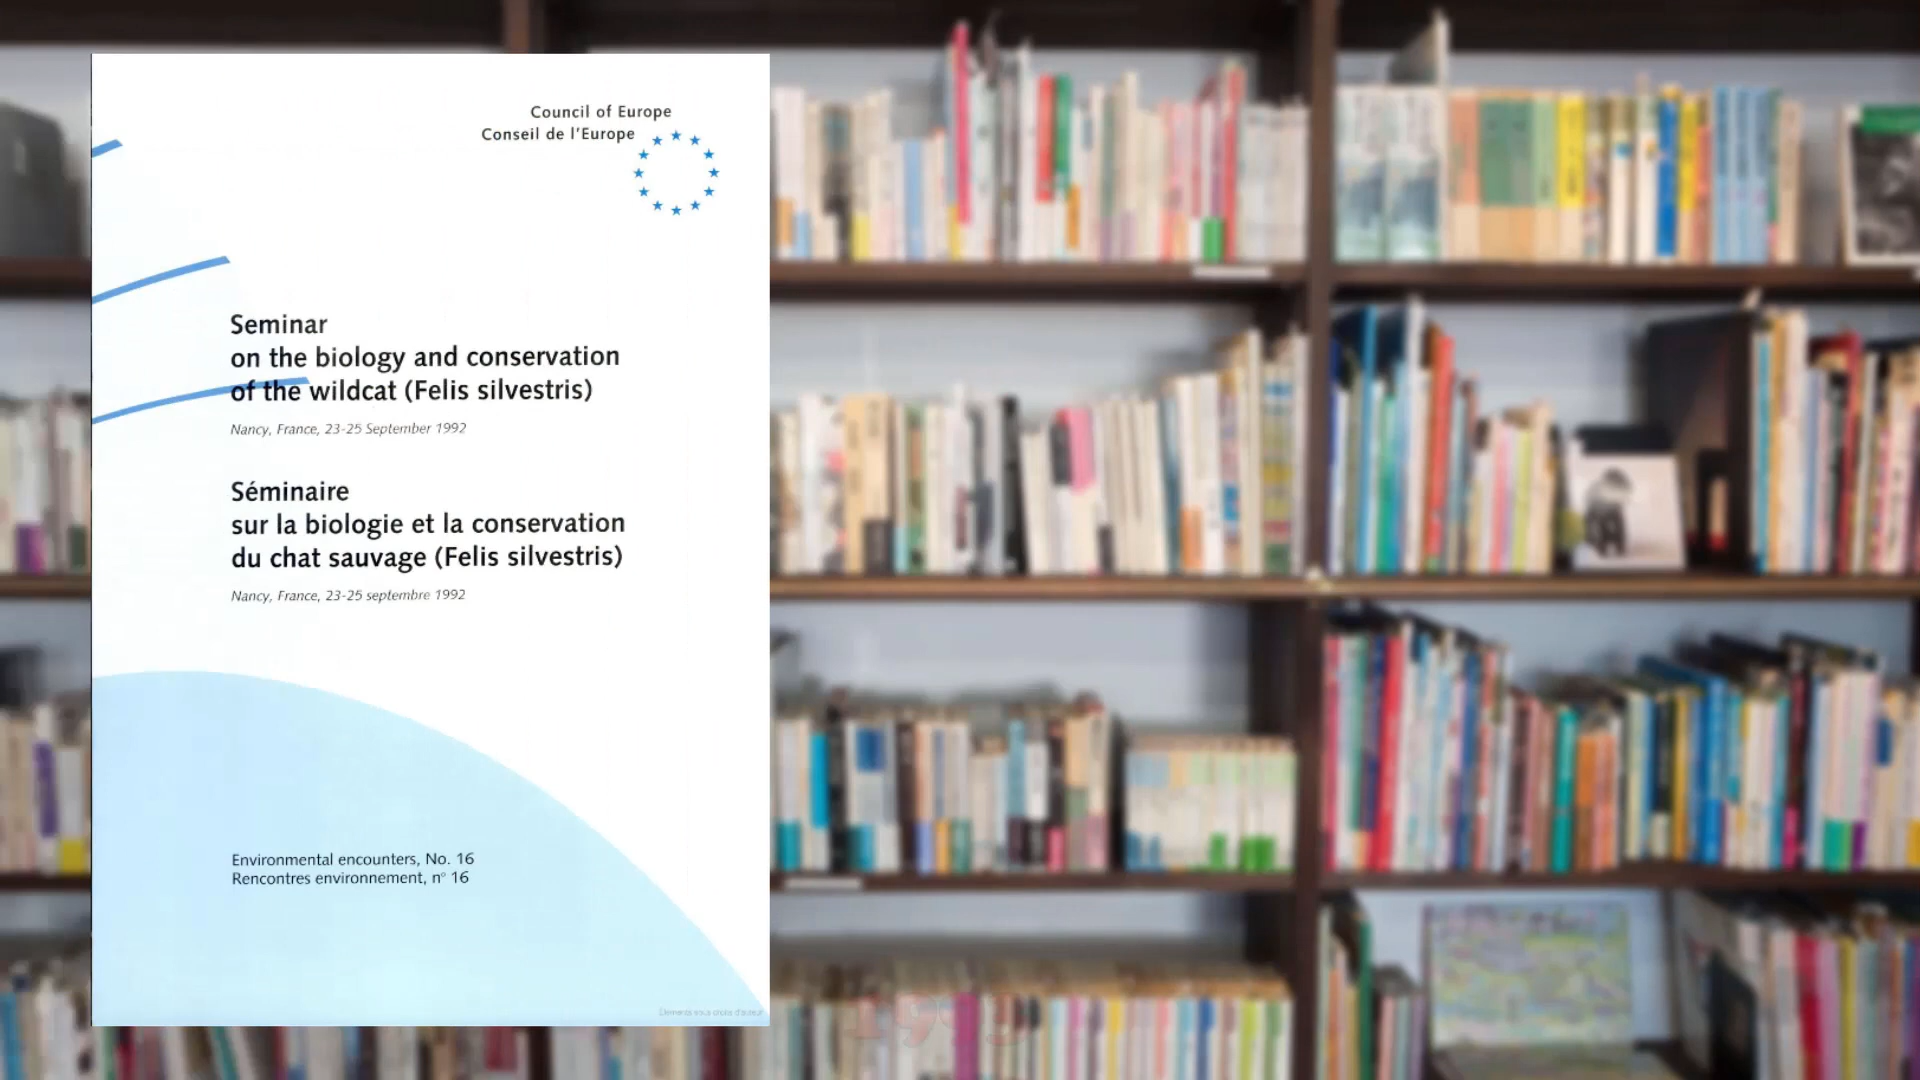 Council of Europe
Conseil de l'Europe
Seminar
on the biology and conservation
of the wildcat (Felis silvestris)
Nancy, France, 23-25 September 1992
Séminaire
sur la biologie et la conservation
du chat sauvage (Felis silvestris)
Nancy, France, 23-25 septembre 1992
Environmental encounters, No. 16
Rencontres environnement, n° 16